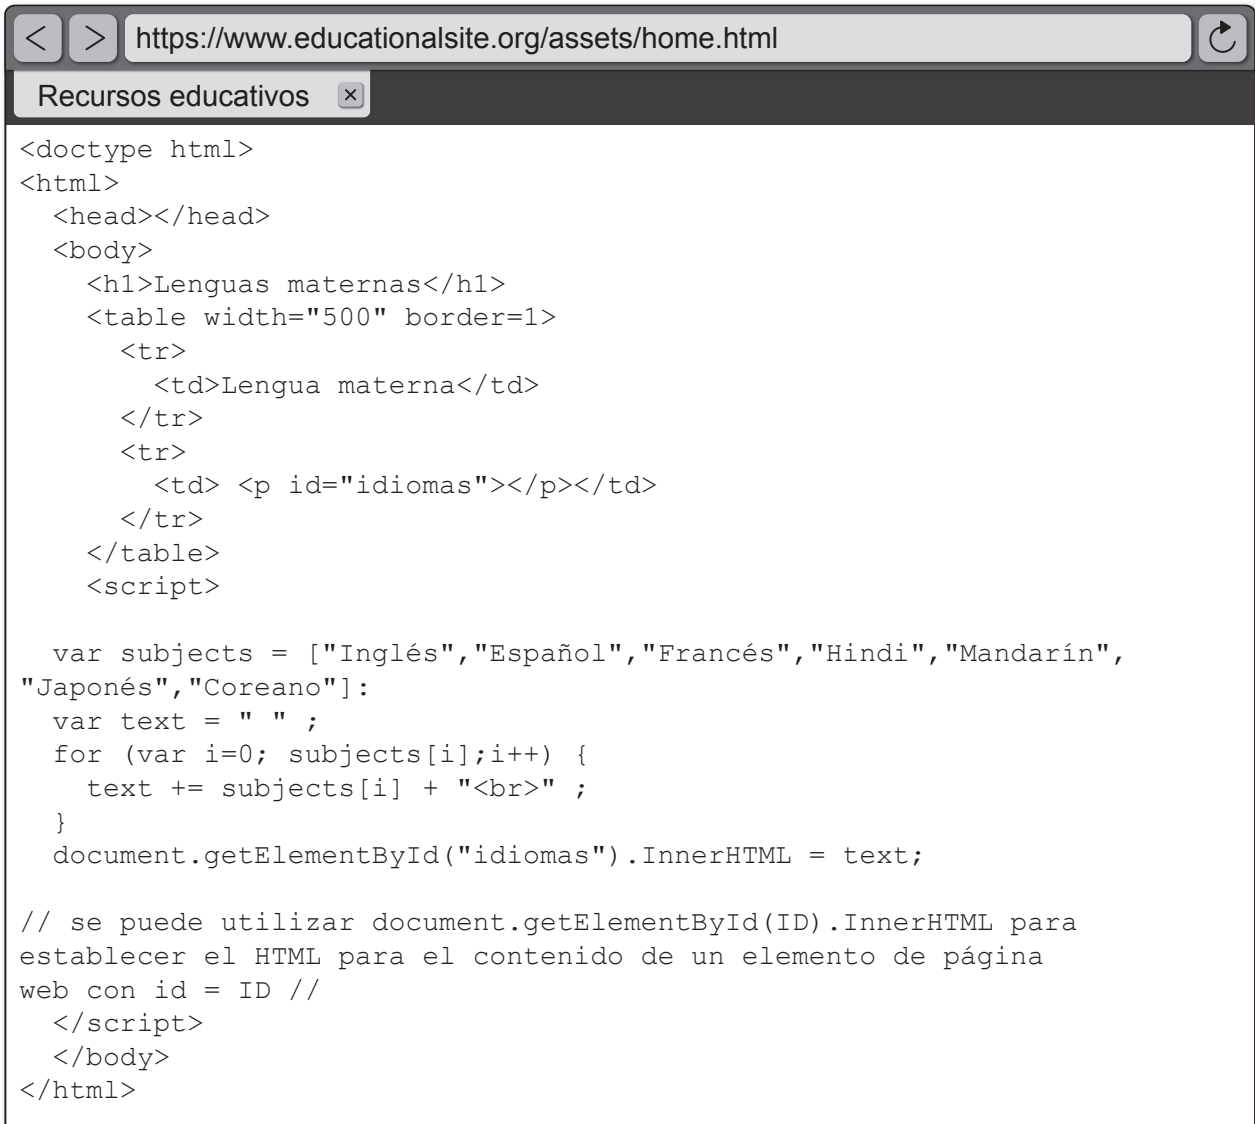 https://www.educationalsite.org/assets/home.html
Recursos educativos
<doctype html>
<html>
  <head></head>
  <body>
    <h1>Lenguas maternas</h1>
    <table width="500" border=1>
      <tr>
        <td>Lengua materna</td>
      </tr>
      <tr>
        <td> <p id="idiomas"></p></td>
      </tr>
    </table>
    <script>
  var subjects = ["Inglés","Español","Francés","Hindi","Mandarín",
"Japonés","Coreano"]:
  var text = " " ;
  for (var i=0; subjects[i];i++) {
    text += subjects[i] + "<br>" ;
  }
  document.getElementById("idiomas").InnerHTML = text;
// se puede utilizar document.getElementById(ID).InnerHTML para
establecer el HTML para el contenido de un elemento de página
web con id = ID //
  </script>
  </body>
</html>